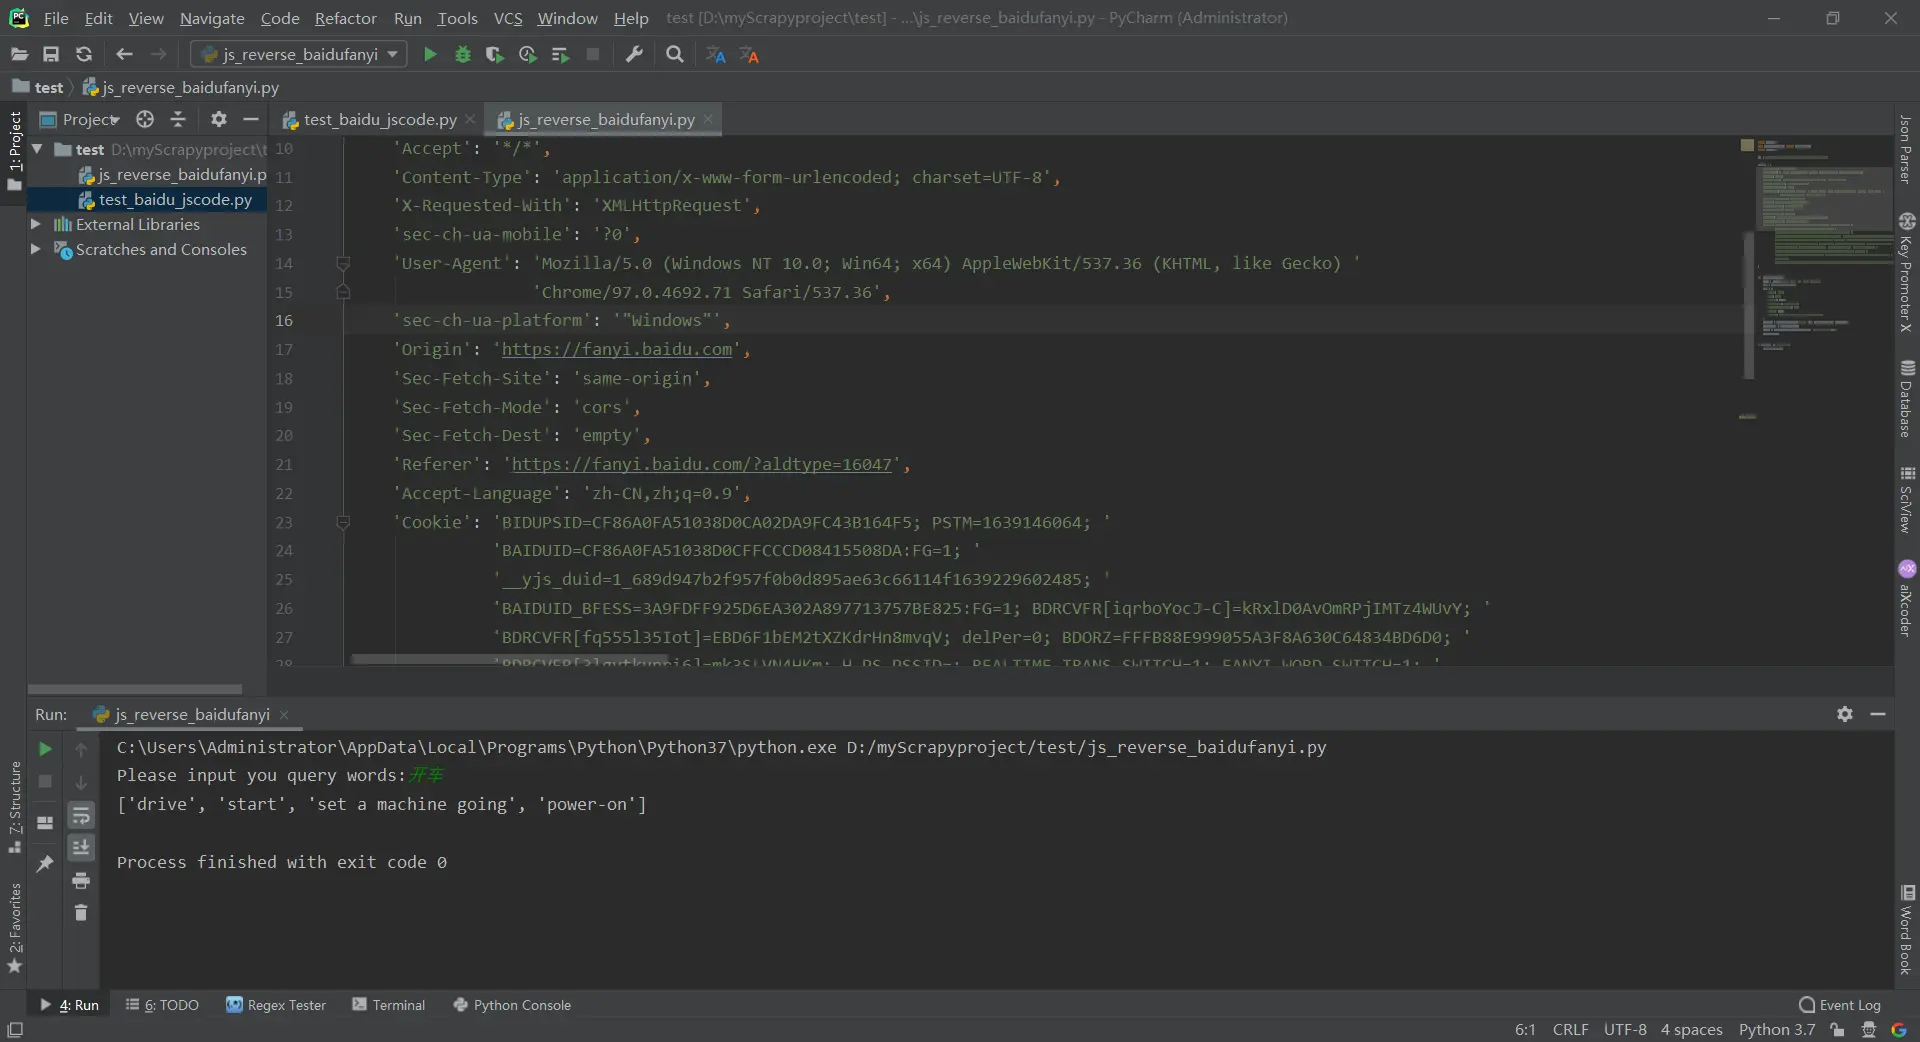 File Edit View Navigate Code Refactor Run Tools VCS Window Help test [D:\myScrapyproject\test] - ...\js_reverse_baidufanyi.py - PyCharm (Administrator)
js_reverse_baidufanyi
test js_reverse_baidufanyi.py
Project
test_baidu_jscode.py
js_reverse_baidufanyi.py
1: Project
test D:\myScrapyproject\t
js_reverse_baidufanyi.p
test_baidu_jscode.py
External Libraries
Scratches and Consoles
10 'Accept': '*/*',
11 'Content-Type': 'application/x-www-form-urlencoded; charset=UTF-8',
12 'X-Requested-With': 'XMLHttpRequest',
13 'sec-ch-ua-mobile': '?0',
14 'User-Agent': 'Mozilla/5.0 (Windows NT 10.0; Win64; x64) AppleWebKit/537.36 (KHTML, like Gecko) '
15 'Chrome/97.0.4692.71 Safari/537.36',
16 'sec-ch-ua-platform': '"Windows"',
17 'Origin': 'https://fanyi.baidu.com',
18 'Sec-Fetch-Site': 'same-origin',
19 'Sec-Fetch-Mode': 'cors',
20 'Sec-Fetch-Dest': 'empty',
21 'Referer': 'https://fanyi.baidu.com/?aldtype=16047',
22 'Accept-Language': 'zh-CN,zh;q=0.9',
23 'Cookie': 'BIDUPSID=CF86A0FA51038D0CA02DA9FC43B164F5; PSTM=1639146064; '
24 'BAIDUID=CF86A0FA51038D0CFFCCCD08415508DA:FG=1; '
25 '__yjs_duid=1_689d947b2f957f0b0d895ae63c66114f1639229602485; '
26 'BAIDUID_BFESS=3A9FDFF925D6EA302A897713757BE825:FG=1; BDRCVFR[iqrboYocJ-C]=kRxlD0AvOmRPjIMTz4WUvY; '
27 'BDRCVFR[fq555l35Iot]=EBD6F1bEM2tXZKdrHn8mvqV; delPer=0; BDORZ=FFFB88E999055A3F8A630C64834BD6D0; '
28 H_PS_PSSID=; REALTIME_TRANS_SWITCH=1; FANYI_WORD_SWITCH=1; '
Json Parser
Key Promoter X
Database
SciView
aiXcoder
Word Book
Run: js_reverse_baidufanyi
C:\Users\Administrator\AppData\Local\Programs\Python\Python37\python.exe D:/myScrapyproject/test/js_reverse_baidufanyi.py
Please input you query words:开车
['drive', 'start', 'set a machine going', 'power-on']
Process finished with exit code 0
7: Structure
2: Favorites
4: Run 6: TODO Regex Tester Terminal Python Console Event Log
6:1 CRLF UTF-8 4 spaces Python 3.7